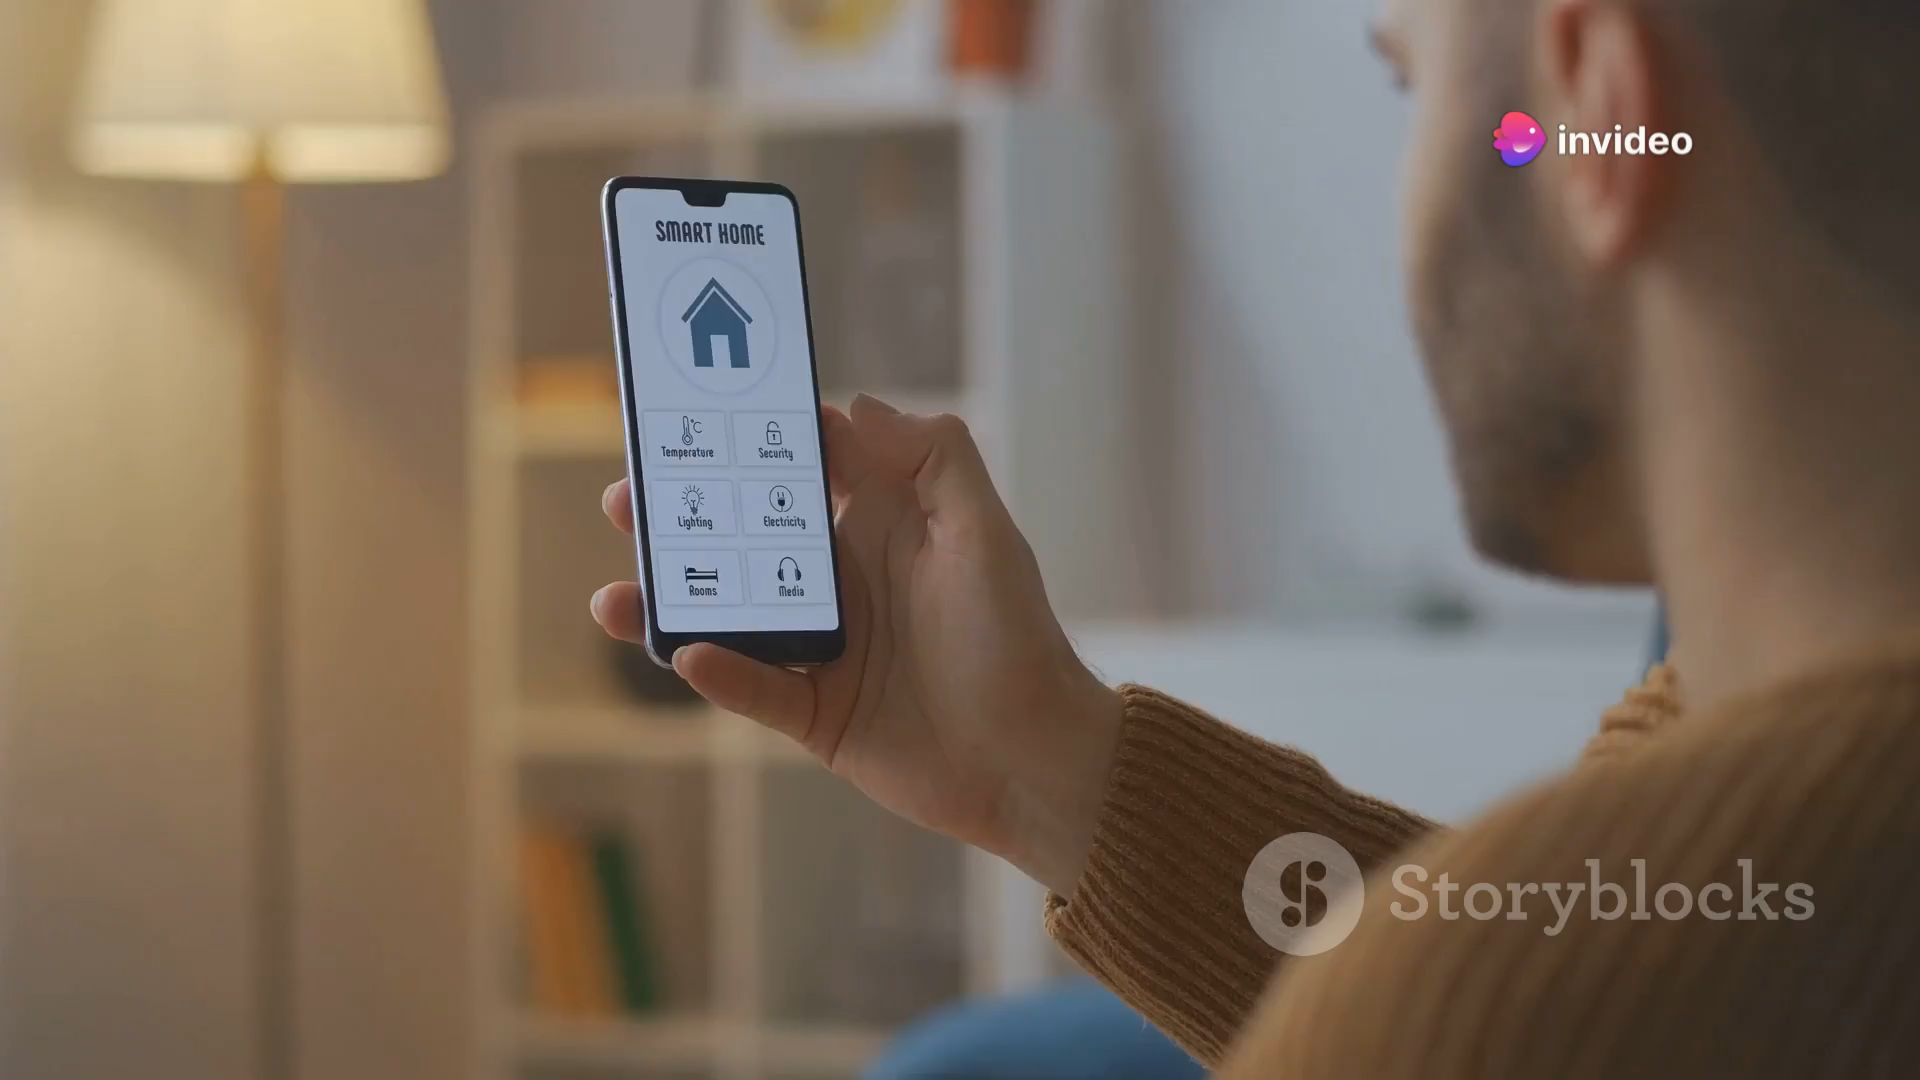 invideo
SMART HOME
°C
Temperature
Security
Lighting
Electricity
Rooms
Media
Storyblocks